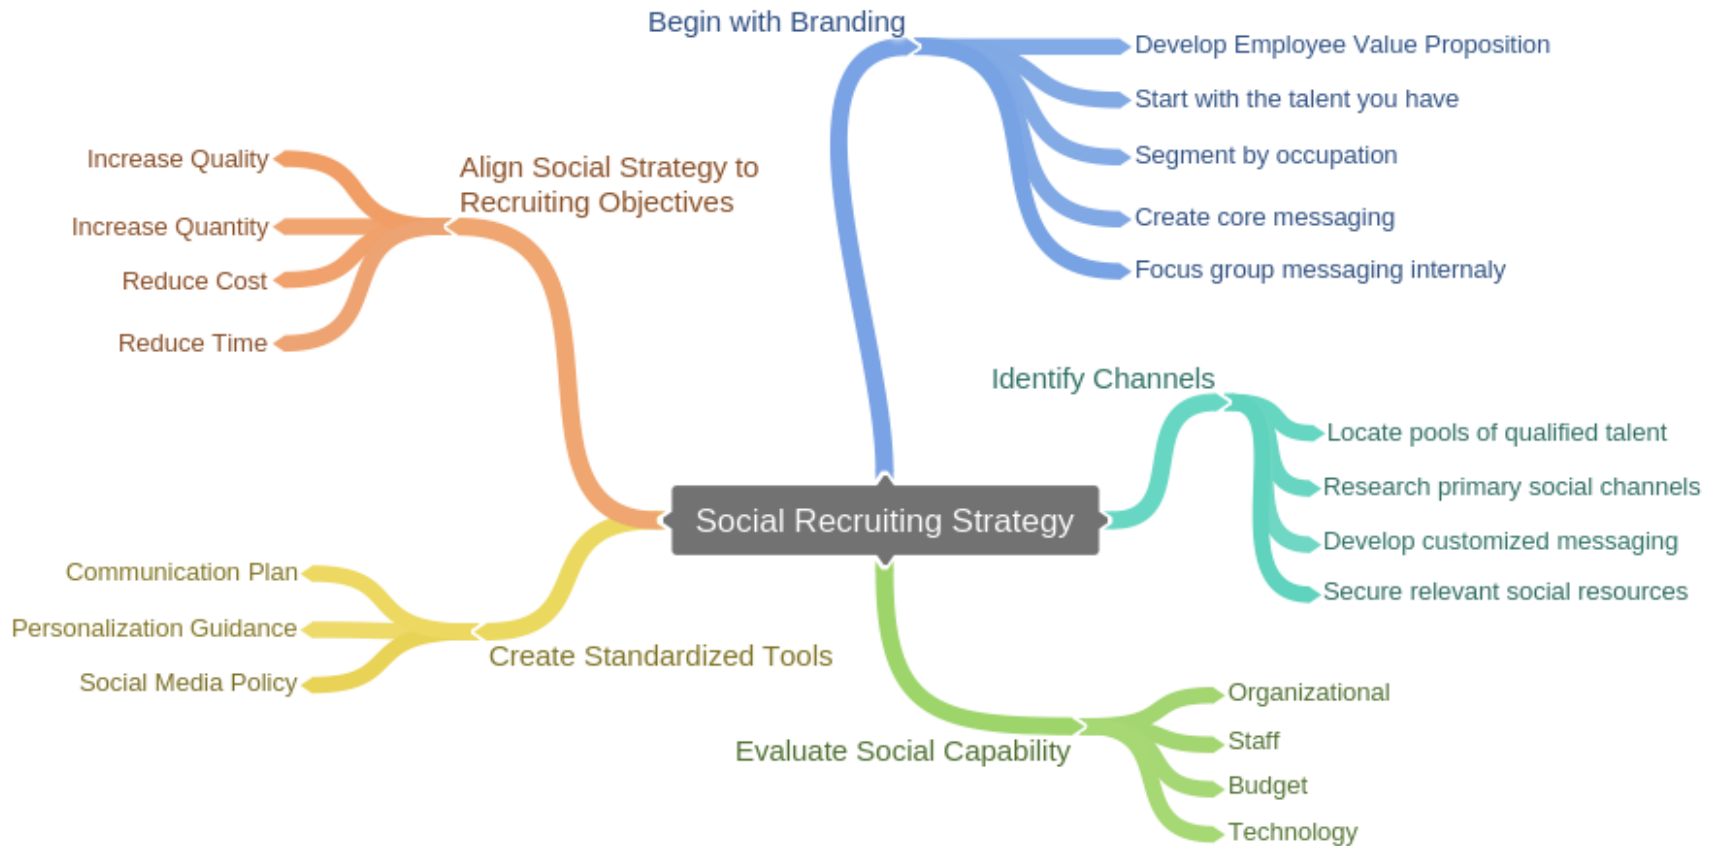 Begin with Branding
Develop Employee Value Proposition
Start with the talent you have
Segment by occupation
Create core messaging
Focus group messaging internaly
Align Social Strategy to
Recruiting Objectives
Increase Quality
Increase Quantity
Reduce Cost
Reduce Time
Identify Channels
Locate pools of qualified talent
Research primary social channels
Develop customized messaging
Secure relevant social resources
Social Recruiting Strategy
Communication Plan
Personalization Guidance
Social Media Policy
Create Standardized Tools
Evaluate Social Capability
Organizational
Staff
Budget
Technology